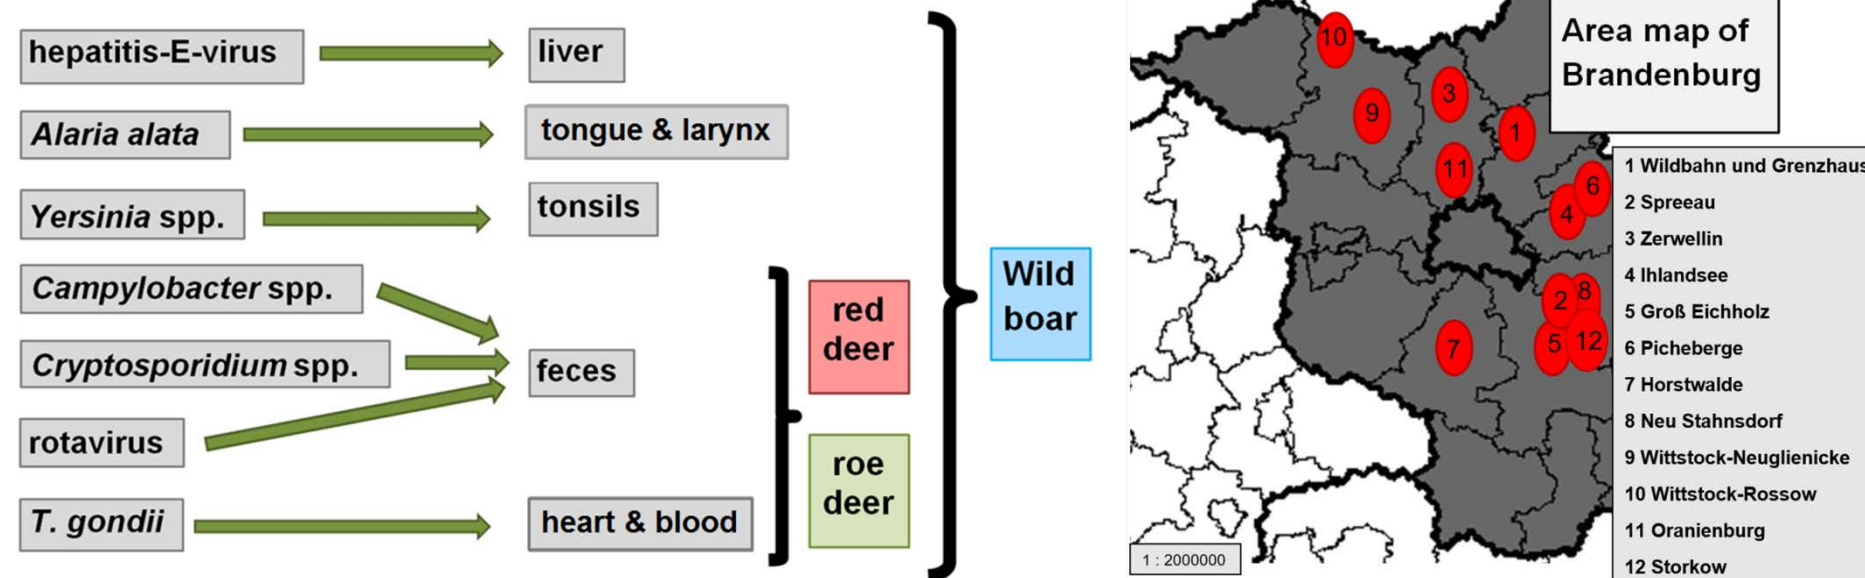 hepatitis-E-virus
liver
Alaria alata
tongue & larynx
Yersinia spp.
tonsils
Campylobacter spp.
Cryptosporidium spp.
feces
rotavirus
T. gondii
heart & blood
red
deer
roe
deer
Wild
boar
Area map of
Brandenburg
10
3
9
1
11
6
4
2
8
7
5
12
1 : 2000000
1 Wildbahn und Grenzhaus
2 Spreeau
3 Zerwellin
4 Ihlandsee
5 Groß Eichholz
6 Picheberge
7 Horstwalde
8 Neu Stahnsdorf
9 Wittstock-Neuglienicke
10 Wittstock-Rossow
11 Oranienburg
12 Storkow